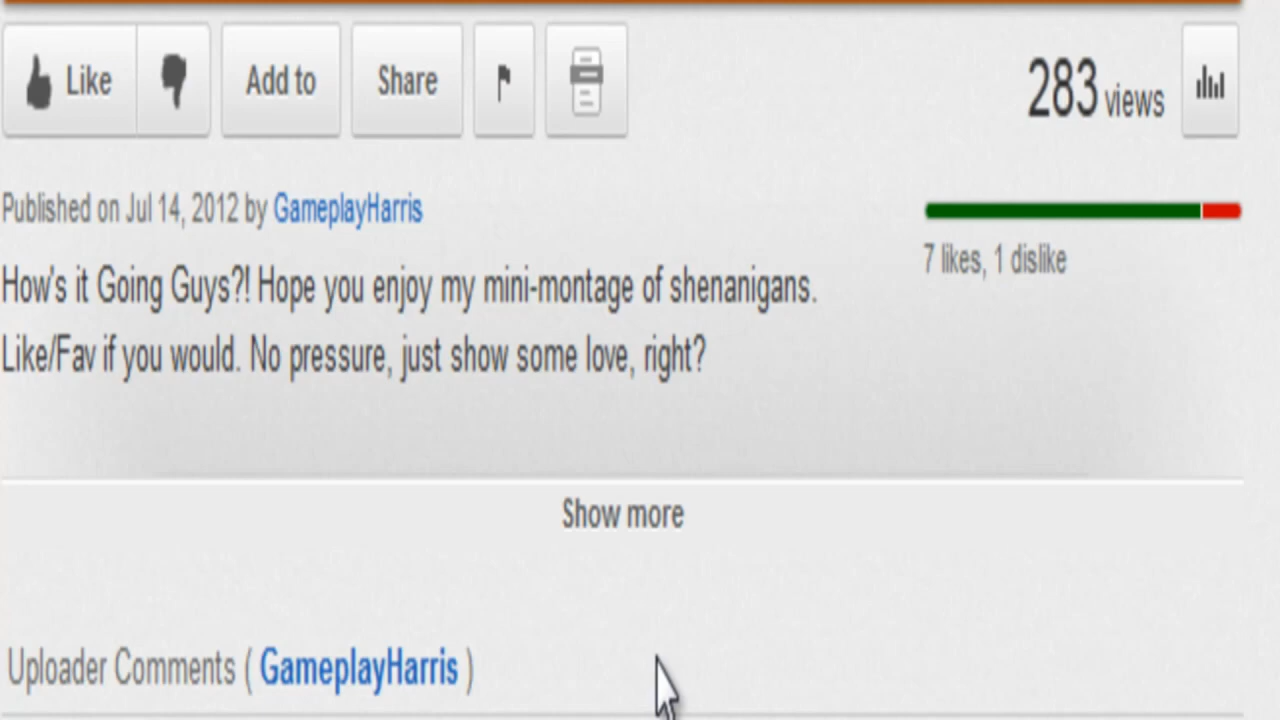 Like Add to Share 283 views
Published on Jul 14, 2012 by GameplayHarris
7 likes, 1 dislike
How's it Going Guys?! Hope you enjoy my mini-montage of shenanigans.
Like/Fav if you would. No pressure, just show some love, right?
Show more
Uploader Comments ( GameplayHarris )